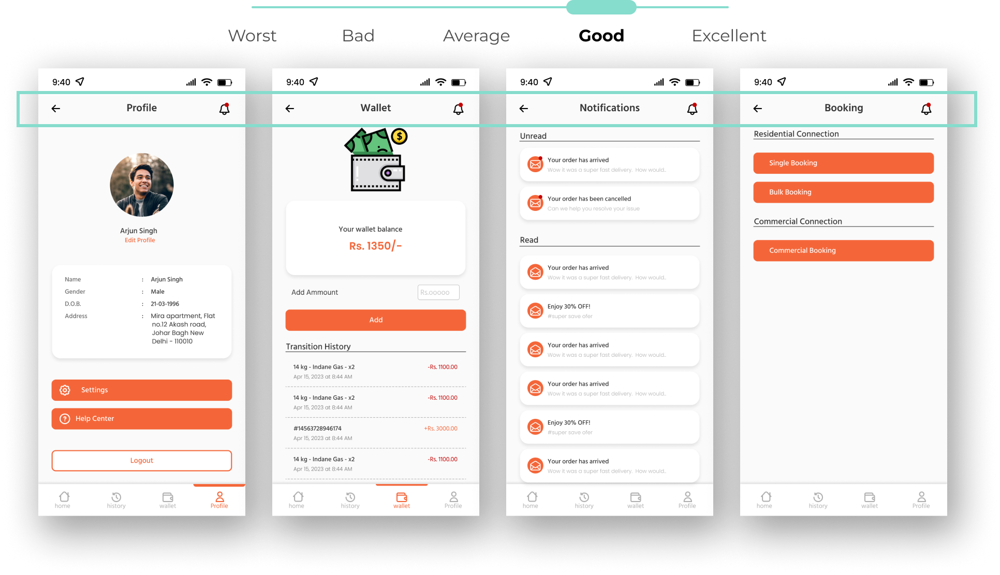 Worst Bad Average Good Excellent
9:40
Profile
Arjun Singh
Edit Profile
Name : Arjun Singh
Gender : Male
D.O.B. : 21-03-1996
Address : Mira apartment, Flat
no.12 Akash road,
Johar Bagh New
Delhi - 110010
Settings
Help Center
Logout
home history wallet Profile
9:40
Wallet
Your wallet balance
Rs. 1350/-
Add Ammount Rs.00000
Add
Transition History
14 kg - Indane Gas - x2 -Rs. 1100.00
Apr 15, 2023 at 8:44 AM
14 kg - Indane Gas - x2 -Rs. 1100.00
Apr 15, 2023 at 8:44 AM
#14563728946174 +Rs. 3000.00
Apr 15, 2023 at 8:44 AM
14 kg - Indane Gas - x2 -Rs. 1100.00
Apr 15, 2023 at 8:44 AM
home history wallet Profile
9:40
Notifications
Unread
Your order has arrived
Wow it was a super fast delivery. How would..
Your order has been cancelled
Can we help you resolve your issue
Read
Your order has arrived
Wow it was a super fast delivery. How would..
Enjoy 30% OFF!
#super save ofer
Your order has arrived
Wow it was a super fast delivery. How would..
Your order has arrived
Wow it was a super fast delivery. How would..
Enjoy 30% OFF!
#super save ofer
Your order has arrived
Wow it was a super fast delivery. How would..
home history wallet Profile
9:40
Booking
Residential Connection
Single Booking
Bulk Booking
Commercial Connection
Commercial Booking
home history wallet Profile